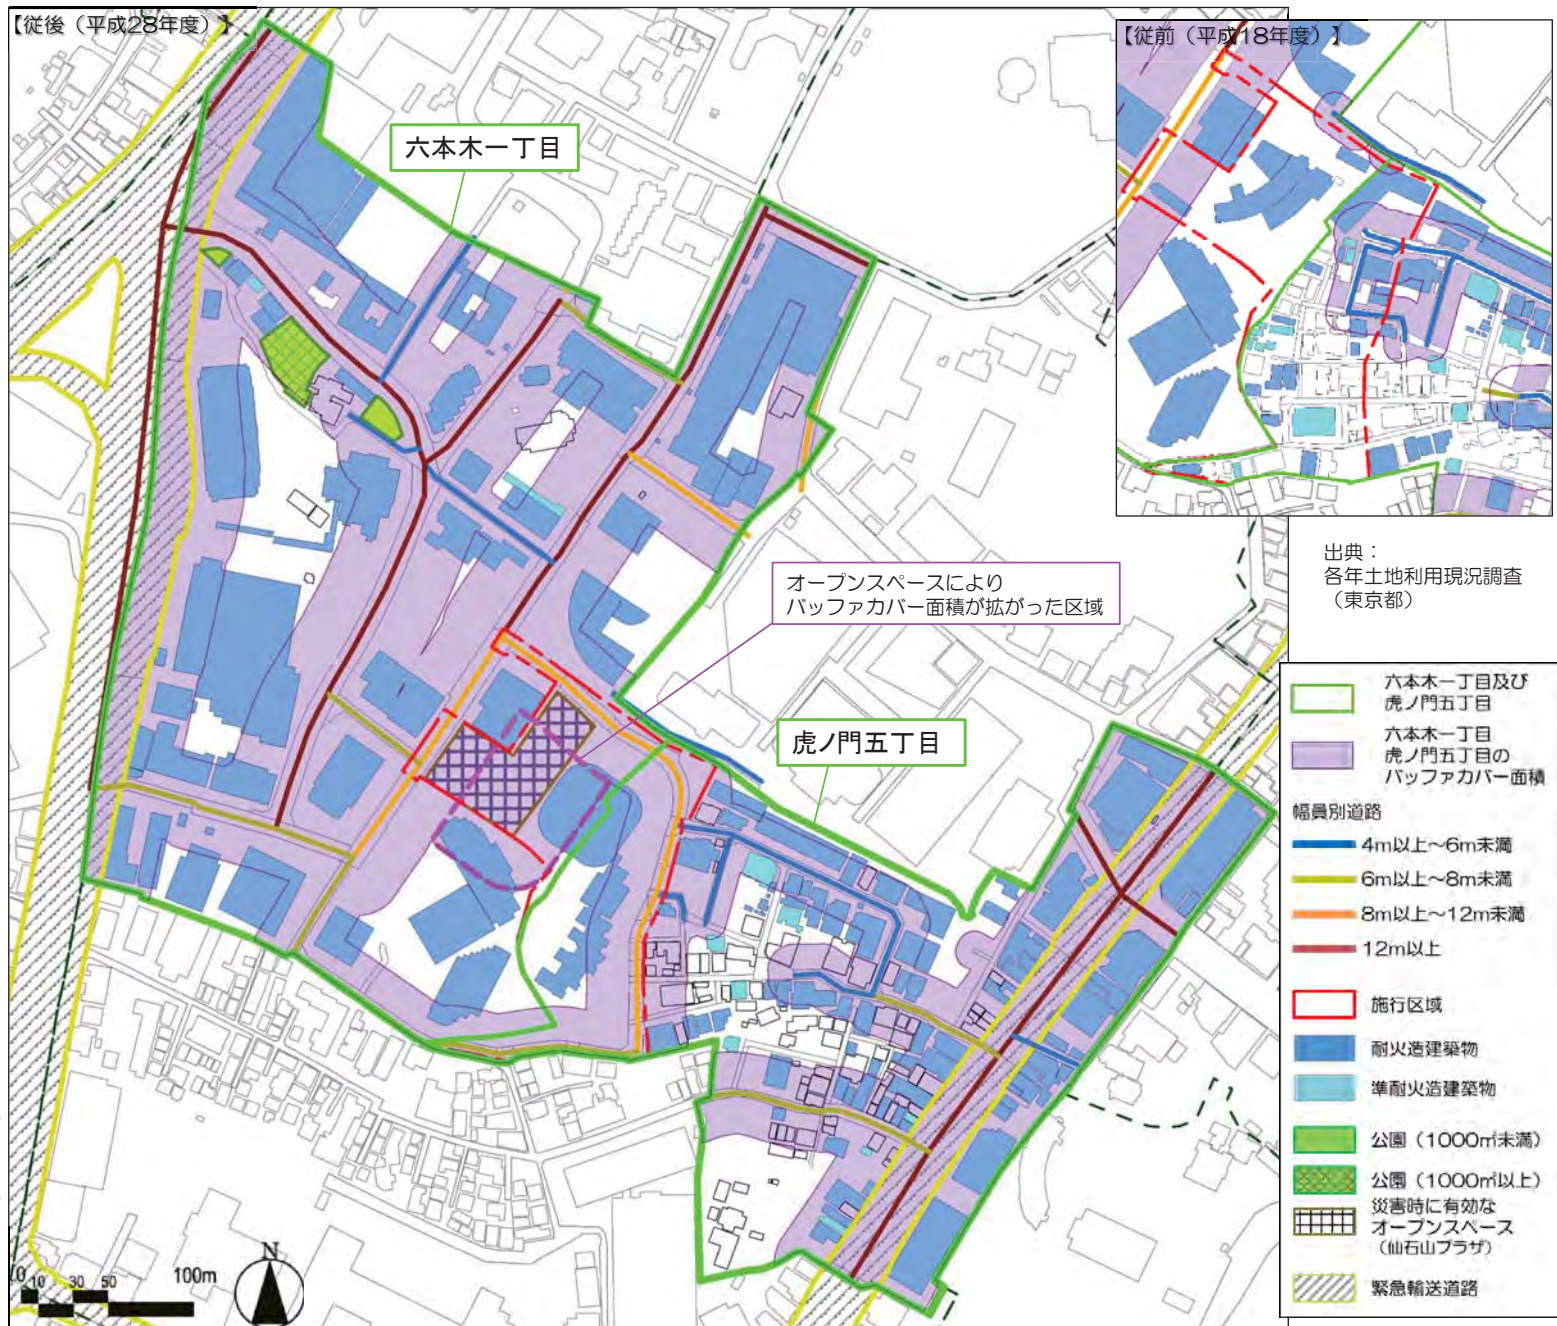 【従後（平成28年度）】
【従前（平成18年度）】
六本木一丁目
オープンスペースにより
バッファカバー面積が拡がった区域
虎ノ門五丁目
出典：
各年土地利用現況調査
（東京都）
六本木一丁目及び
虎ノ門五丁目
六本木一丁目
虎ノ門五丁目の
バッファカバー面積
幅員別道路
4m以上～6m未満
6m以上～8m未満
8m以上～12m未満
12m以上
施行区域
耐火造建築物
準耐火造建築物
公園（1000㎡未満）
公園（1000㎡以上）
災害時に有効な
オープンスペース
（仙石山プラザ）
緊急輸送道路
0 10 30 50 100m
N